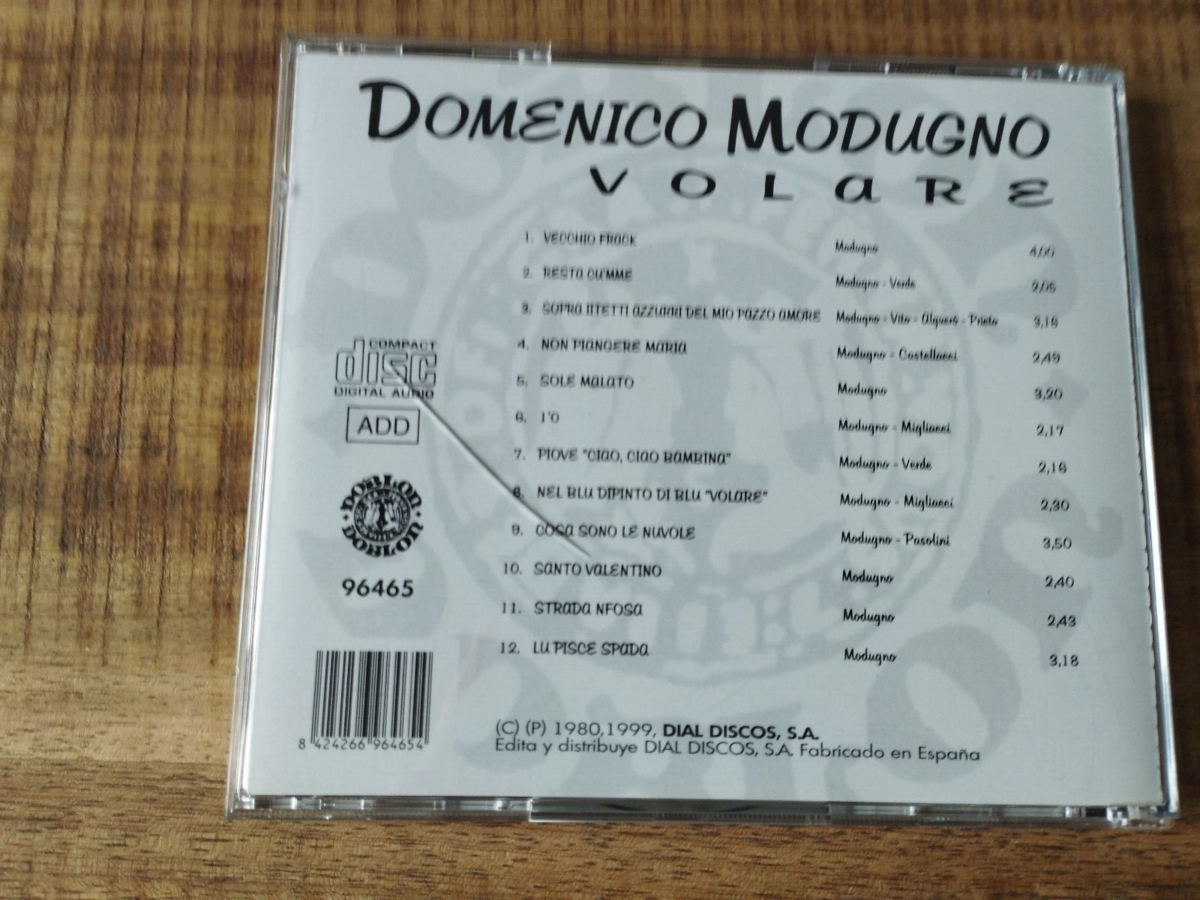 DOMENICO MODUGNO
VOLARE
1. VECCHIO FRACK Modugno 4,00
2. RESTA CU'MME Modugno - Verde 2,05
3. SOPRA IITETTI AZZURRI DEL MIO PAZZO AMORE Modugno - Vito - Algueró - Prieto 3,16
4. NON PIANGERE MARIA Modugno - Castellacci 2,49
5. SOLE MALATO Modugno 3,20
6. I'O Modugno - Migliacci 2,17
7. PIOVE "CIAO, CIAO BAMBINA" Modugno - Verde 2,16
8. NEL BLU DIPINTO DI BLU "VOLARE" Modugno - Migliacci 2,30
9. COSA SONO LE NUVOLE Modugno - Pasolini 3,50
10. SANTO VALENTINO Modugno 2,40
11. STRADA NFOSA Modugno 2,43
12. LU PISCE SPADA Modugno 3,18
COMPACT
disc
DIGITAL AUDIO
ADD
DOBLON
DOBLON
96465
8 424266 964654
(C) (P) 1980,1999, DIAL DISCOS, S.A.
Edita y distribuye DIAL DISCOS, S.A. Fabricado en España